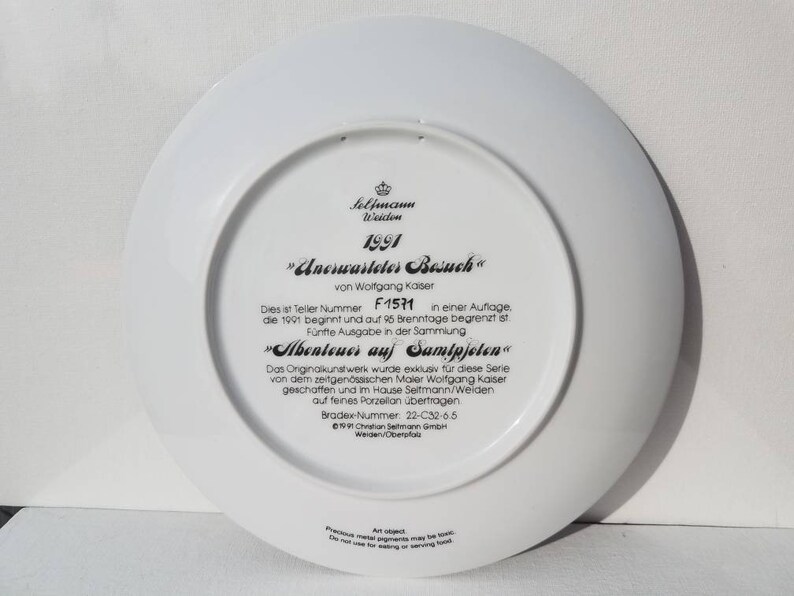 Seltmann
Weiden
1991
»Unerwarteter Besuch«
von Wolfgang Kaiser
Dies ist Teller Nummer F1571 in einer Auflage,
die 1991 beginnt und auf 95 Brenntage begrenzt ist.
Fünfte Ausgabe in der Sammlung
»Abenteuer auf Samtpfoten«
Das Originalkunstwerk wurde exklusiv für diese Serie
von dem zeitgenössischen Maler Wolfgang Kaiser
geschaffen und im Hause Seltmann/Weiden
auf feines Porzellan übertragen.
Bradex-Nummer: 22-C32-6.5
©1991 Christian Seltmann GmbH
Weiden/Oberpfalz
Art object.
Precious metal pigments may be toxic.
Do not use for eating or serving food.